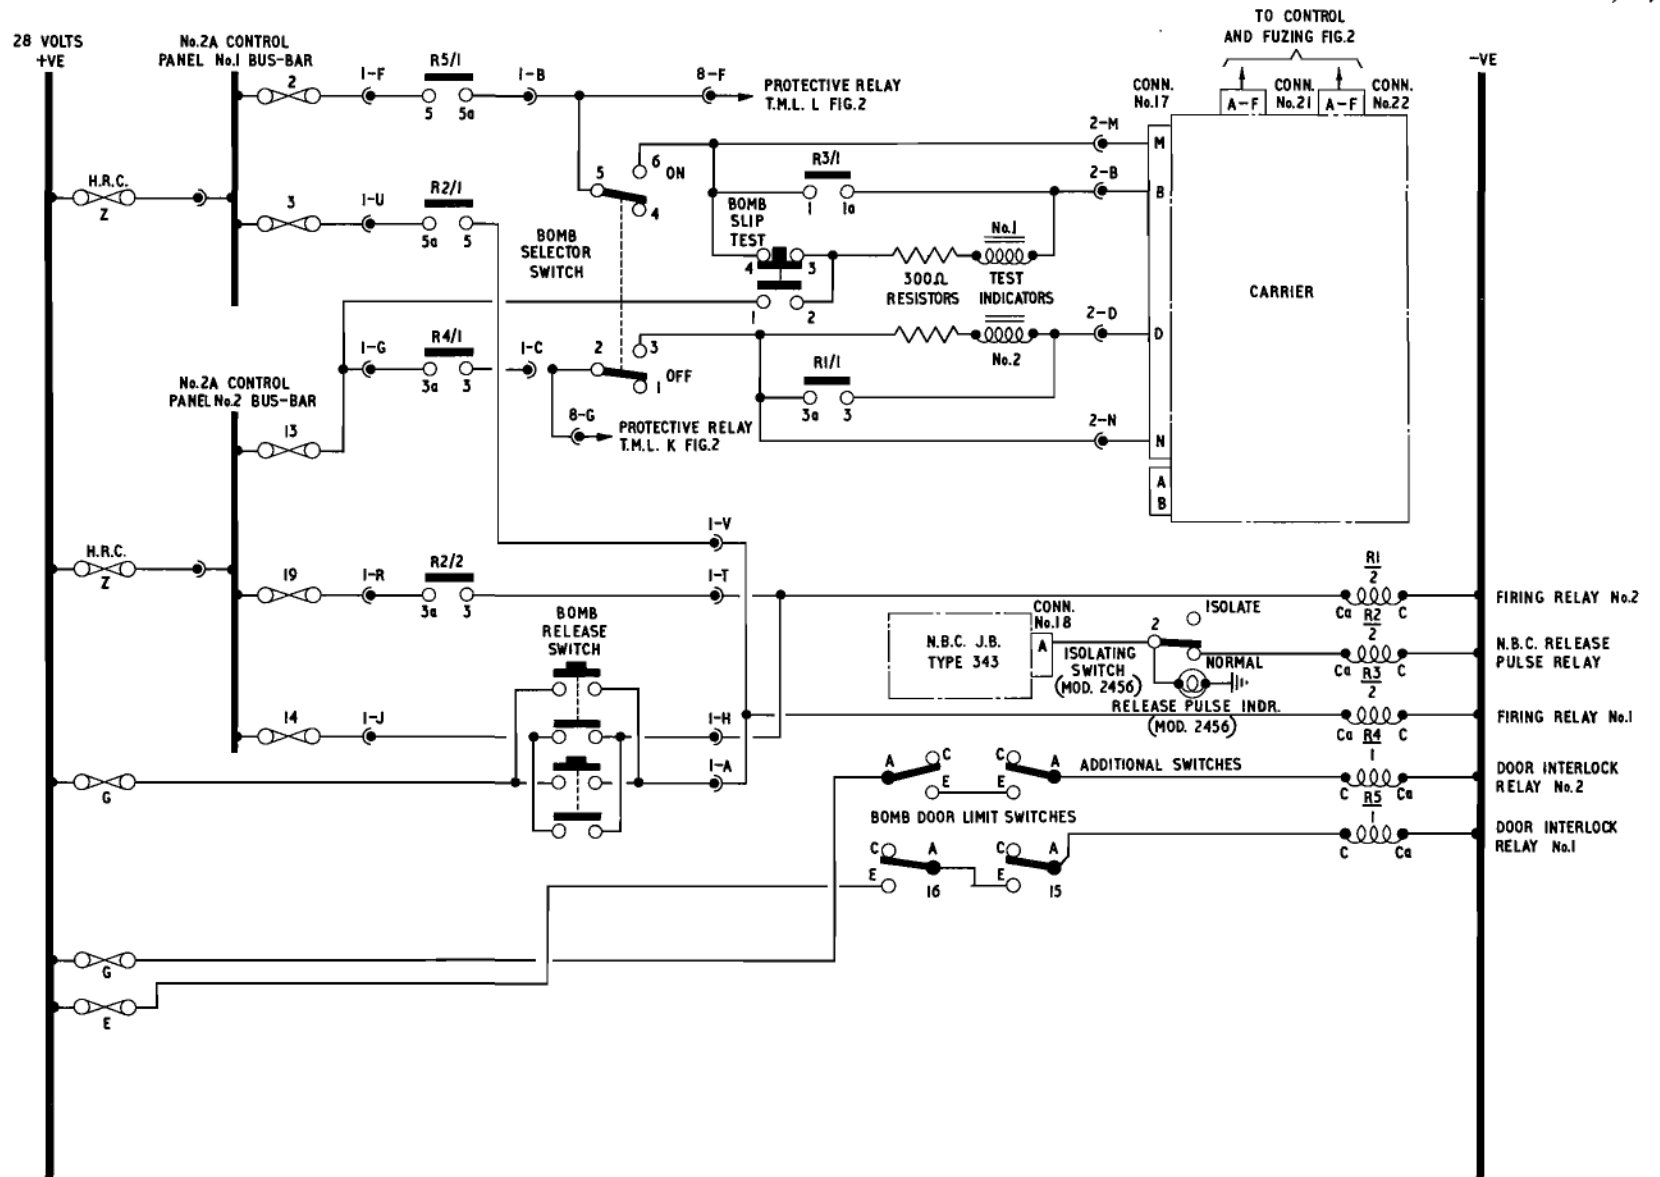 TO CONTROL
AND FUZING FIG.2
28 VOLTS
+VE
No.2A CONTROL
PANEL No.1 BUS-BAR
-VE
2
1-F
R5/1
5
5a
1-B
8-F
PROTECTIVE RELAY
T.M.L. L FIG.2
CONN.
No.17
A-F
CONN.
No.21
A-F
CONN.
No.22
2-M
M
H.R.C.
Z
3
1-U
R2/1
5a
5
5
6
ON
4
R3/1
1
1a
2-B
B
BOMB
SELECTOR
SWITCH
BOMB
SLIP
TEST
4
3
1
2
300Ω
RESISTORS
No.1
TEST
INDICATORS
No.2
CARRIER
2-D
D
1-G
R4/1
3a
3
1-C
2
3
1
OFF
R1/1
3a
3
No.2A CONTROL
PANEL No.2 BUS-BAR
13
8-G
PROTECTIVE RELAY
T.M.L. K FIG.2
2-N
N
A
B
1-V
H.R.C.
Z
19
1-R
R2/2
3a
3
1-T
R1
2
Ca
C
FIRING RELAY No.2
BOMB
RELEASE
SWITCH
N.B.C. J.B.
TYPE 343
CONN.
No.18
A
ISOLATING
SWITCH
(MOD. 2456)
2
ISOLATE
NORMAL
RELEASE PULSE INDR.
(MOD. 2456)
R2
2
Ca
C
N.B.C. RELEASE
PULSE RELAY
14
1-J
1-H
R3
2
Ca
C
FIRING RELAY No.1
G
1-A
A
C
E
C
E
A
ADDITIONAL SWITCHES
R4
1
C
Ca
DOOR INTERLOCK
RELAY No.2
BOMB DOOR LIMIT SWITCHES
C
E
A
16
C
E
A
15
R5
1
C
Ca
DOOR INTERLOCK
RELAY No.1
G
E